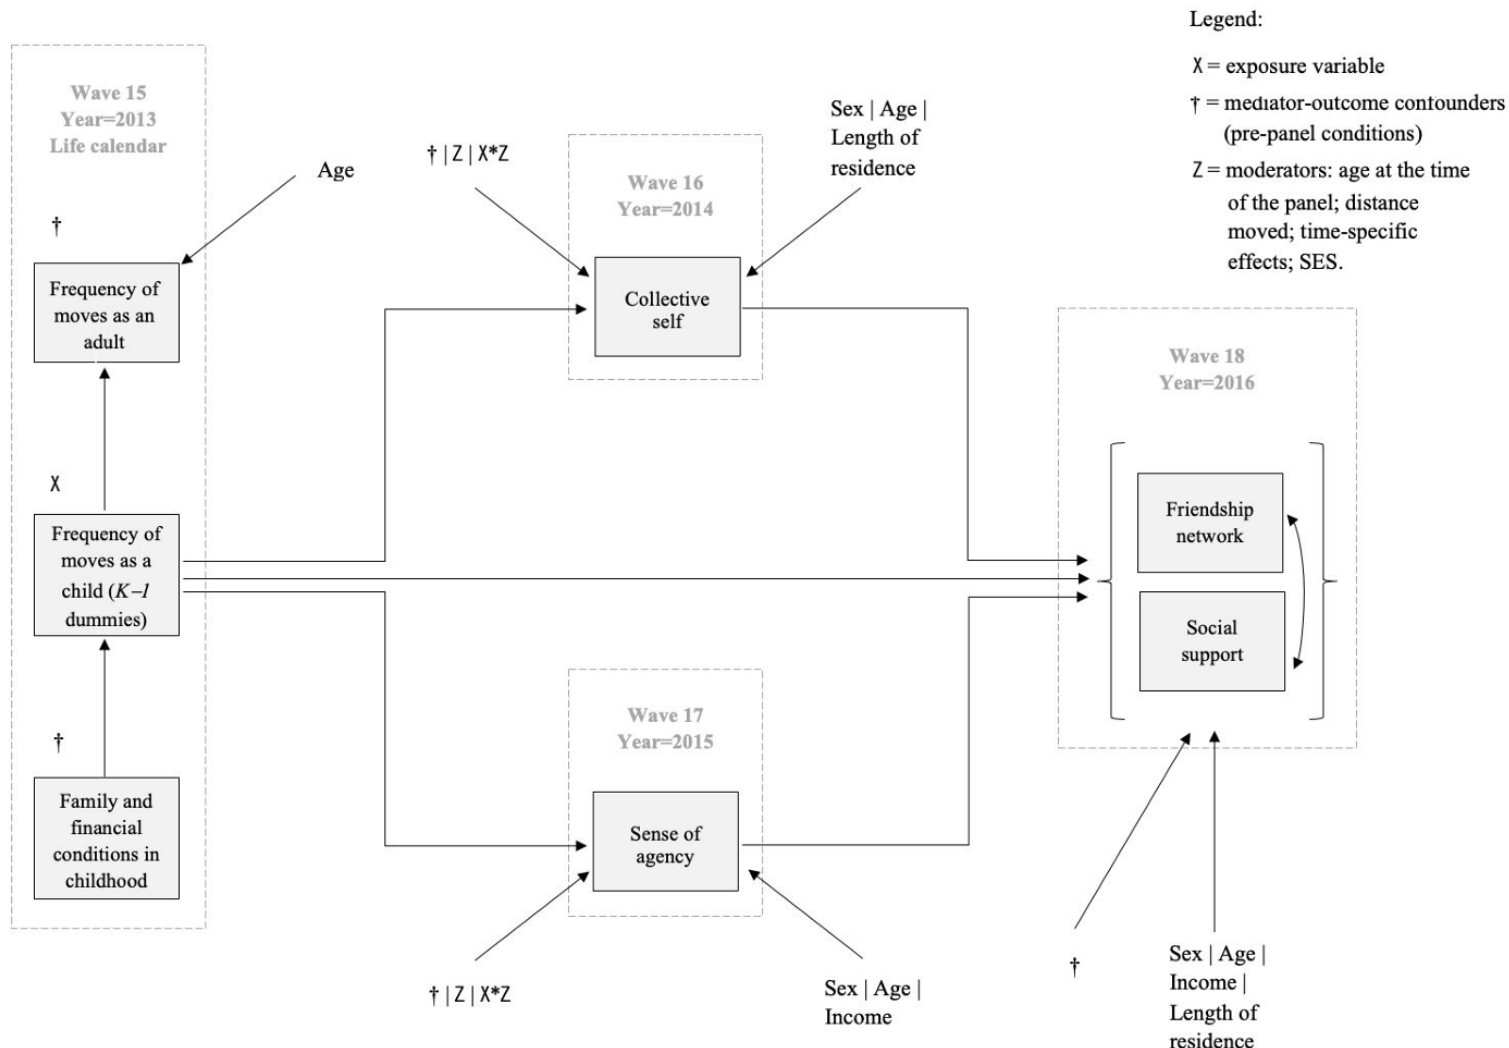 Legend:
X = exposure variable
† = mediator-outcome confounders
(pre-panel conditions)
Z = moderators: age at the time
of the panel; distance
moved; time-specific
effects; SES.
Wave 15
Year=2013
Life calendar
Age
†
Frequency of
moves as an
adult
X
Frequency of
moves as a
child (K–1
dummies)
†
Family and
financial
conditions in
childhood
† | Z | X*Z
Sex | Age |
Length of
residence
Wave 16
Year=2014
Collective
self
Wave 17
Year=2015
Sense of
agency
† | Z | X*Z
Sex | Age |
Income
Wave 18
Year=2016
Friendship
network
Social
support
†
Sex | Age |
Income |
Length of
residence